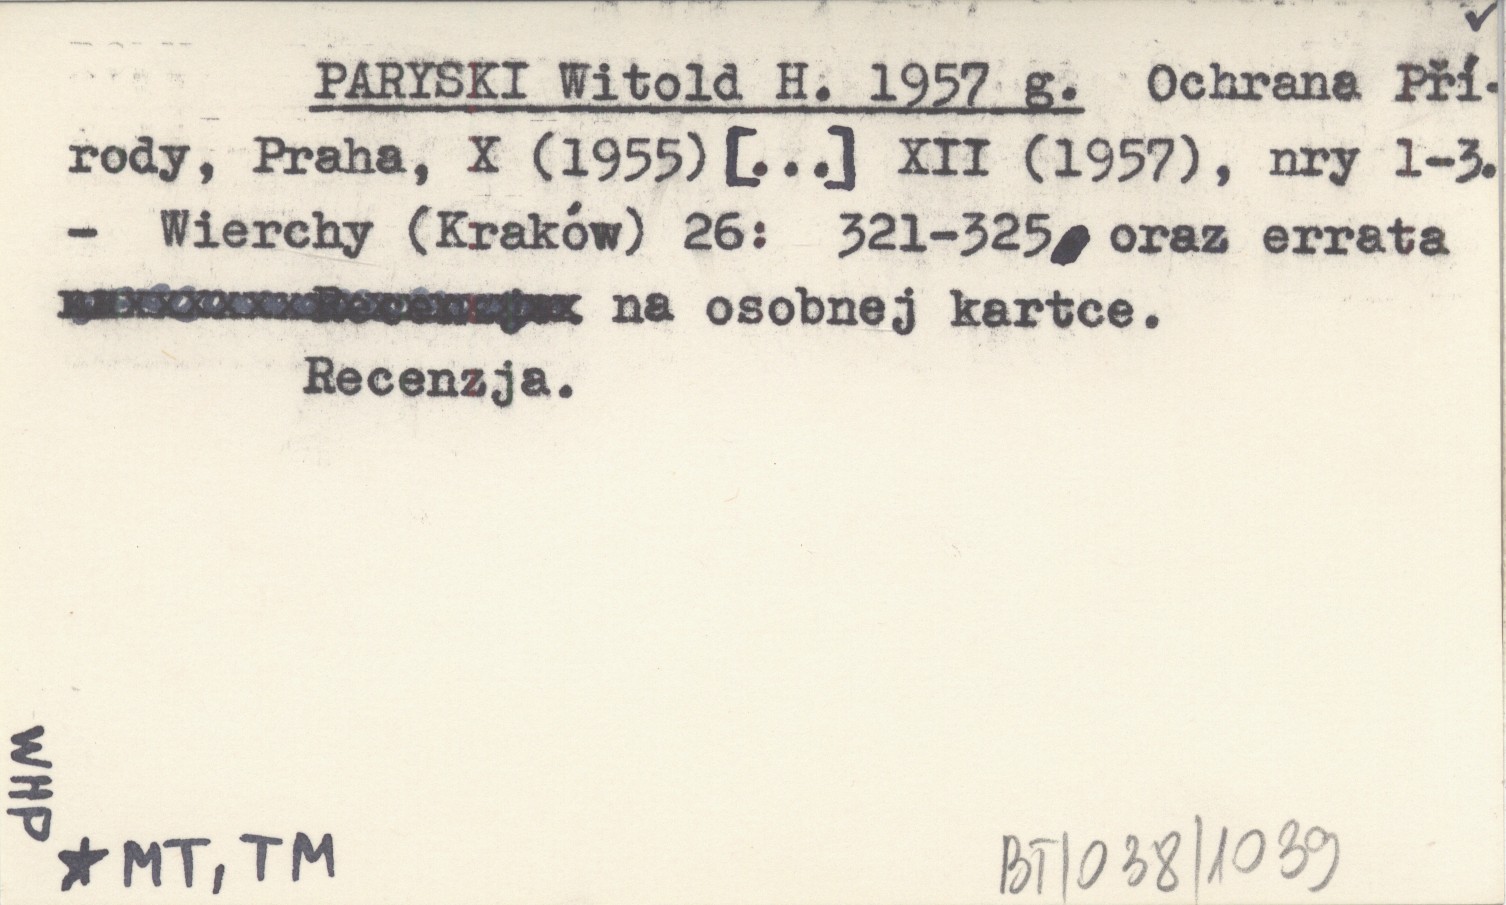 ✓
PARYSKI Witold H. 1957 g. Ochrana Pří-
rody, Praha, X (1955) [...] XII (1957), nry 1-3.
- Wierchy (Kraków) 26: 321-325 oraz errata
na osobnej kartce.
Recenzja.
WHP
★ MT, TM
BT/038/1039